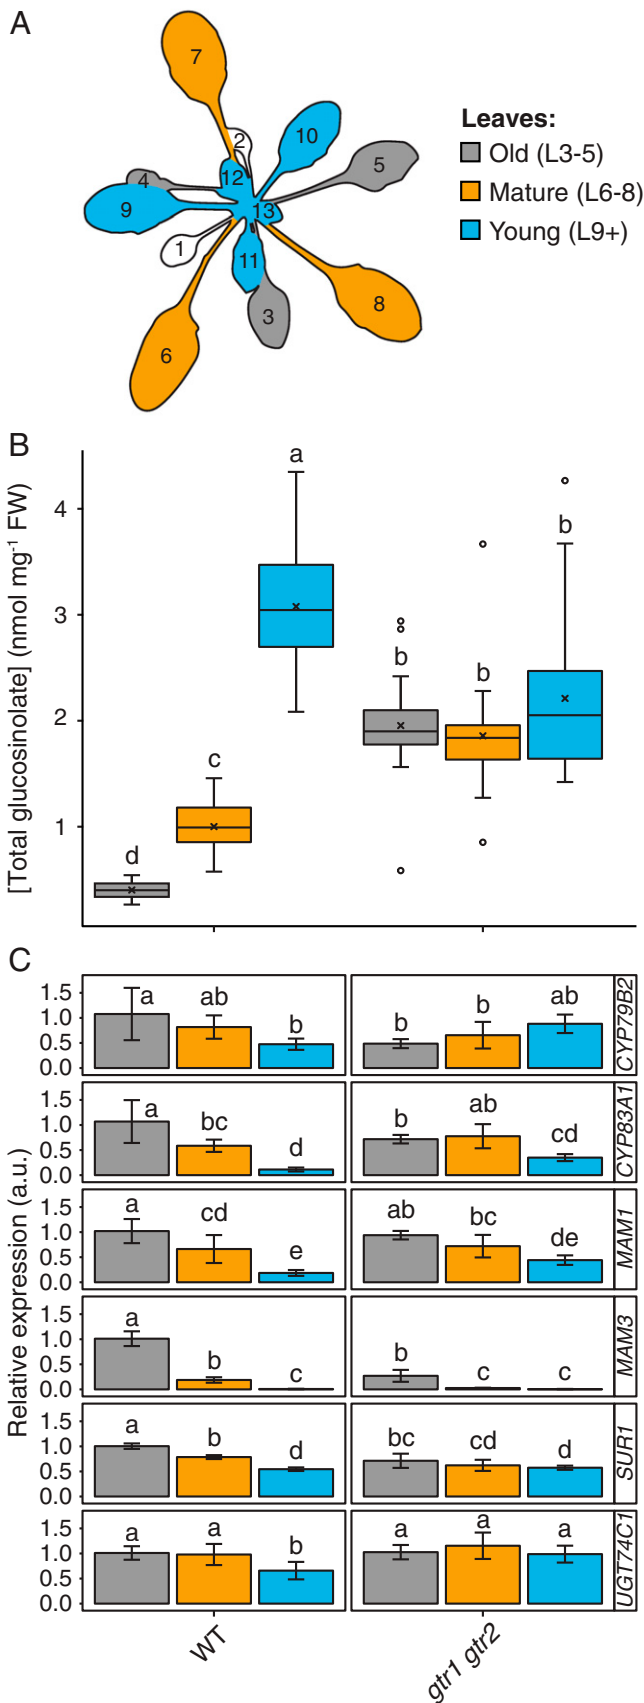 A
7
2
10
5
4
12
9
13
1
11
3
8
6
Leaves:
Old (L3-5)
Mature (L6-8)
Young (L9+)
B
[Total glucosinolate] (nmol mg-1 FW)
4
3
2
1
d
c
a
b
b
b
C
Relative expression (a.u.)
1.5
1.0
0.5
0.0
a
ab
b
b
b
ab
CYP79B2
1.5
1.0
0.5
0.0
a
bc
d
b
ab
cd
CYP83A1
1.5
1.0
0.5
0.0
a
cd
e
ab
bc
de
MAM1
1.5
1.0
0.5
0.0
a
b
c
b
c
c
MAM3
1.5
1.0
0.5
0.0
a
b
d
bc
cd
d
SUR1
1.5
1.0
0.5
0.0
a
a
b
a
a
a
UGT74C1
WT
gtr1 gtr2